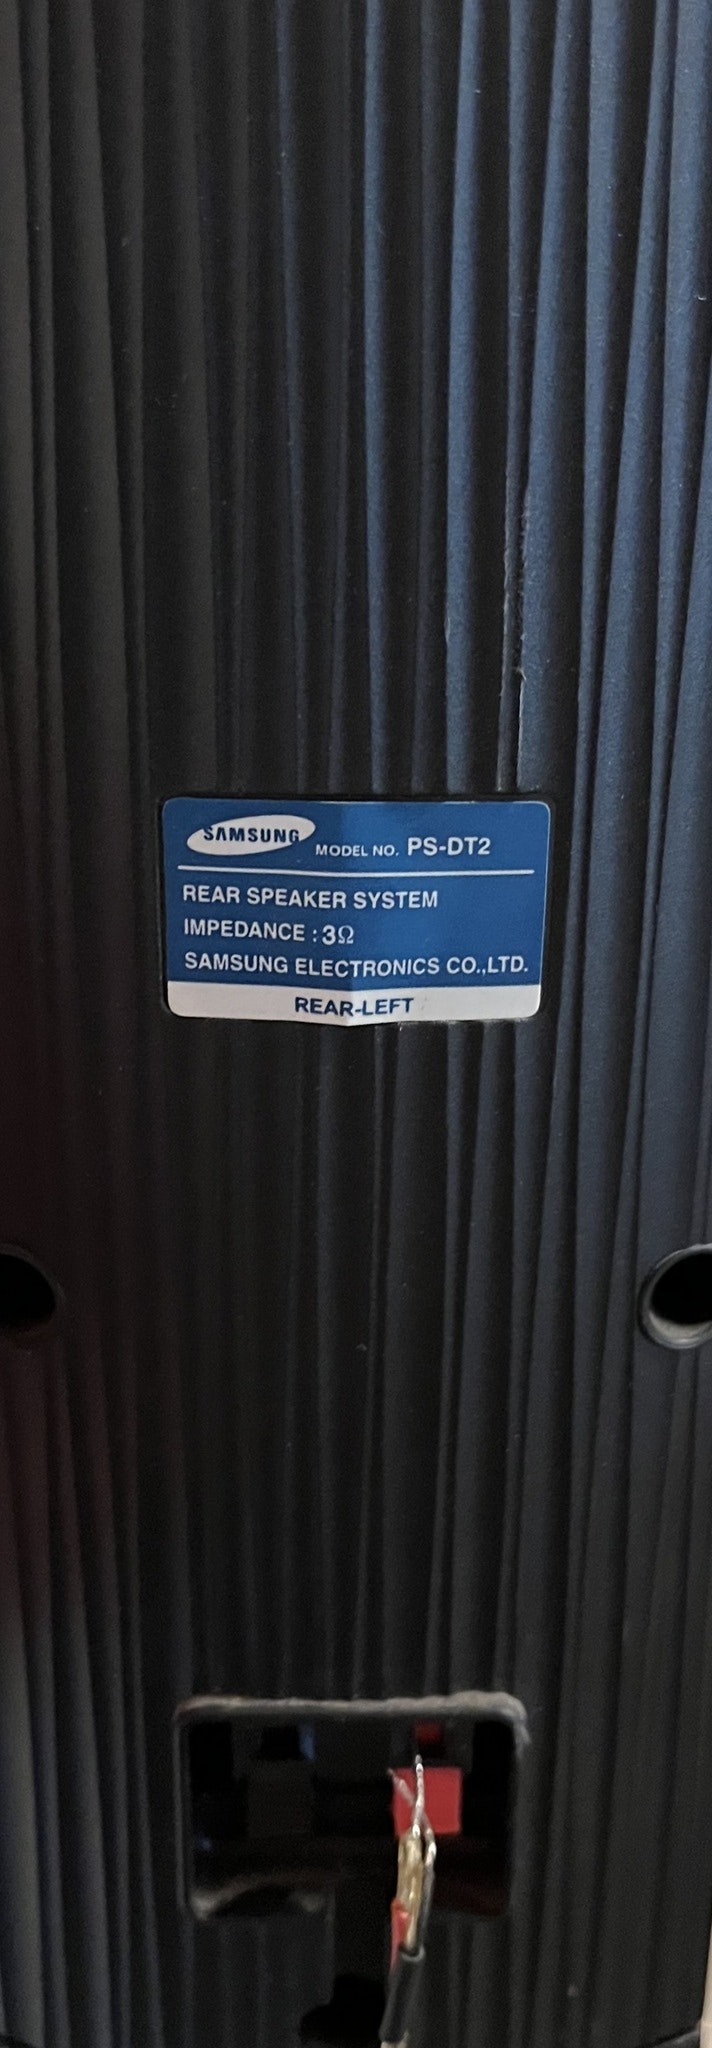 SAMSUNG MODEL NO. PS-DT2
REAR SPEAKER SYSTEM
IMPEDANCE : 3Ω
SAMSUNG ELECTRONICS CO.,LTD.
REAR-LEFT